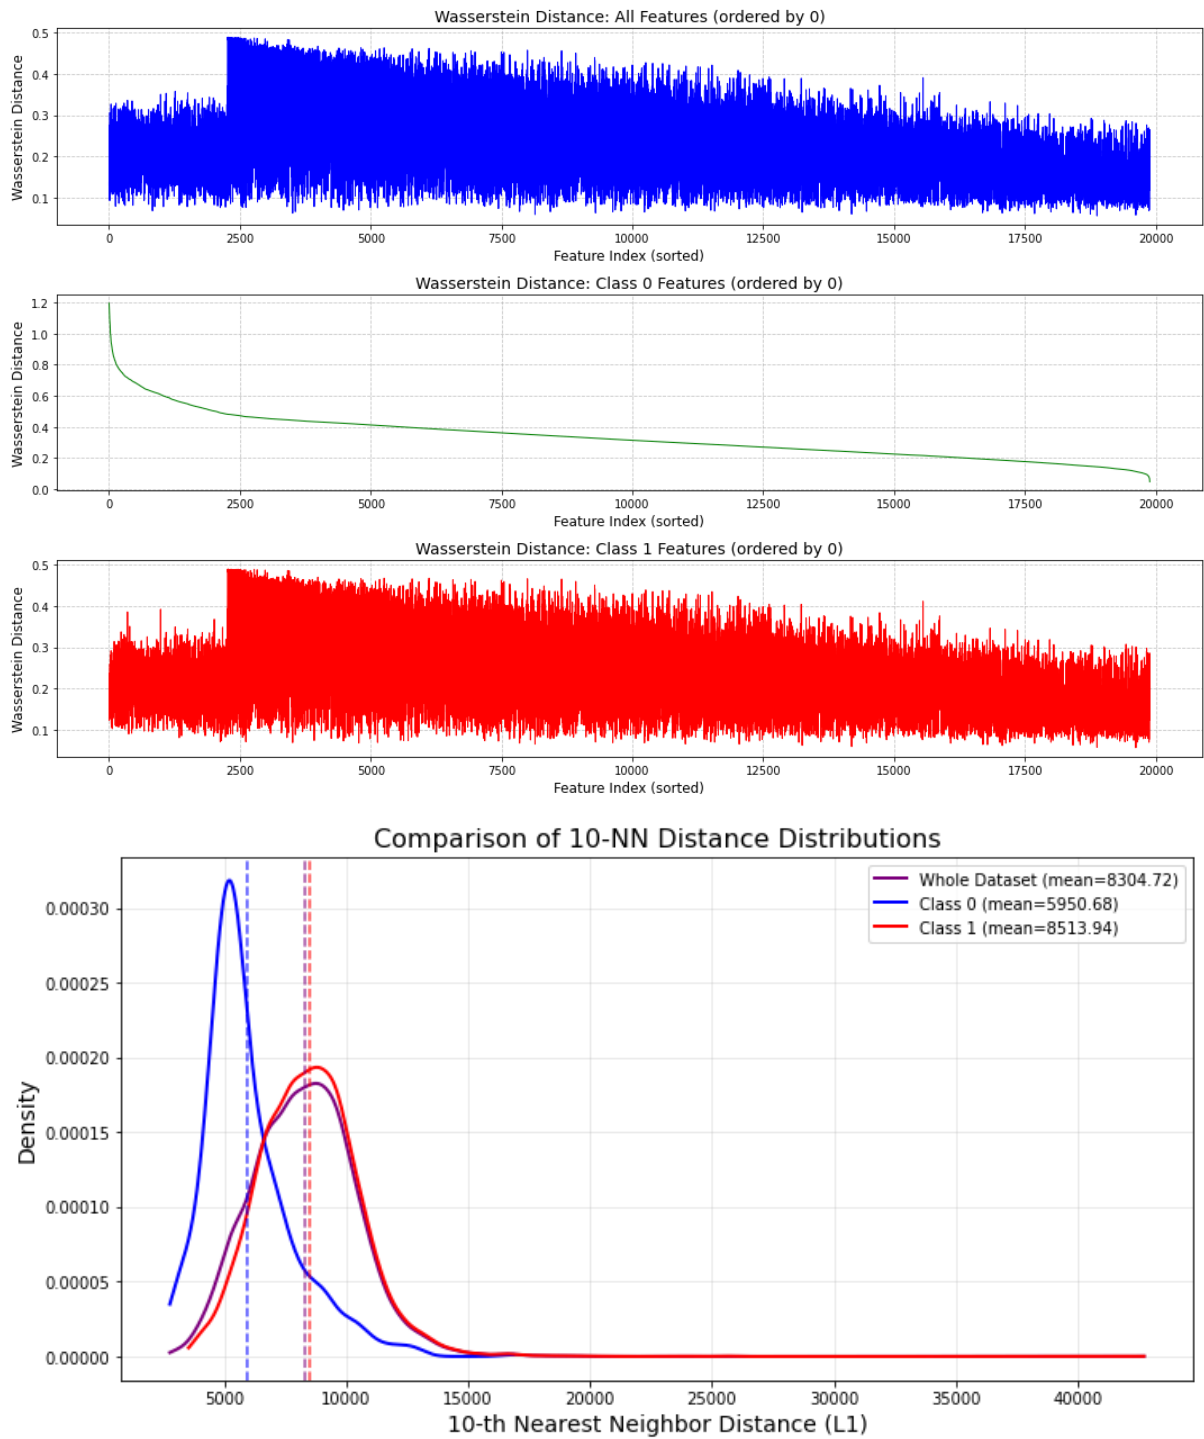 Wasserstein Distance: All Features (ordered by 0)
Wasserstein Distance
0.5
0.4
0.3
0.2
0.1
0 2500 5000 7500 10000 12500 15000 17500 20000
Feature Index (sorted)
Wasserstein Distance: Class 0 Features (ordered by 0)
Wasserstein Distance
1.2
1.0
0.8
0.6
0.4
0.2
0.0
0 2500 5000 7500 10000 12500 15000 17500 20000
Feature Index (sorted)
Wasserstein Distance: Class 1 Features (ordered by 0)
Wasserstein Distance
0.5
0.4
0.3
0.2
0.1
0 2500 5000 7500 10000 12500 15000 17500 20000
Feature Index (sorted)
Comparison of 10-NN Distance Distributions
Whole Dataset (mean=8304.72)
Class 0 (mean=5950.68)
Class 1 (mean=8513.94)
Density
0.00030
0.00025
0.00020
0.00015
0.00010
0.00005
0.00000
5000 10000 15000 20000 25000 30000 35000 40000
10-th Nearest Neighbor Distance (L1)